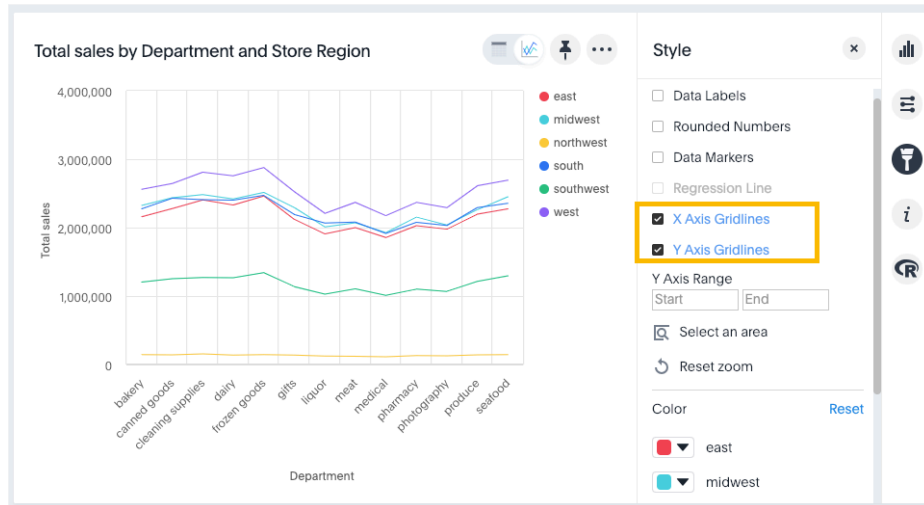 Total sales by Department and Store Region
4,000,000
3,000,000
2,000,000
1,000,000
0
Total sales
bakery
canned goods
cleaning supplies
dairy
frozen goods
gifts
liquor
meat
medical
pharmacy
photography
produce
seafood
Department
east
midwest
northwest
south
southwest
west
Style
Data Labels
Rounded Numbers
Data Markers
Regression Line
X Axis Gridlines
Y Axis Gridlines
Y Axis Range
Start End
Select an area
Reset zoom
Color Reset
east
midwest
i
R